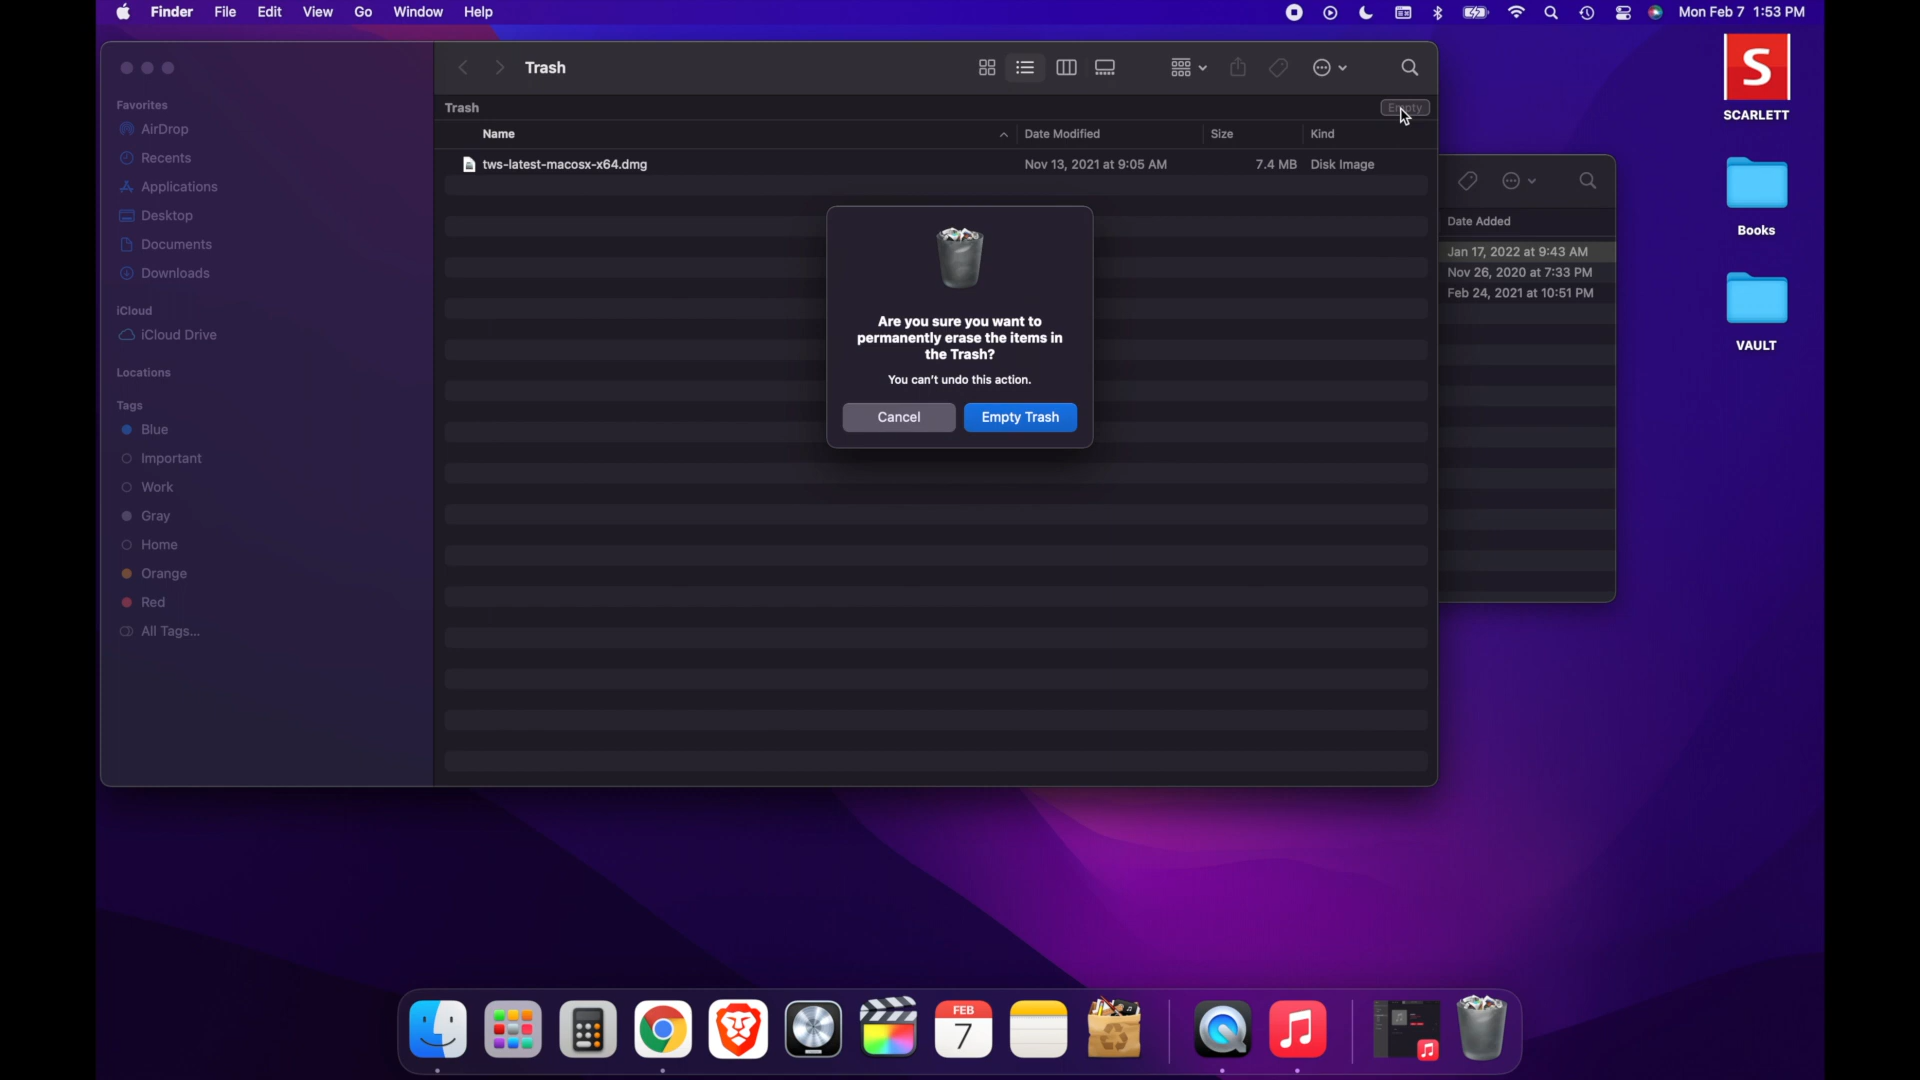 Finder File Edit View Go Window Help Mon Feb 7 1:53 PM
Trash
Favorites
AirDrop
Recents
Applications
Desktop
Documents
Downloads
iCloud
iCloud Drive
Locations
Tags
Blue
Important
Work
Gray
Home
Orange
Red
All Tags...
Trash Empty
Name Date Modified Size Kind
tws-latest-macosx-x64.dmg Nov 13, 2021 at 9:05 AM 7.4 MB Disk Image
Are you sure you want to
permanently erase the items in
the Trash?
You can't undo this action.
Cancel Empty Trash
Date Added
Jan 17, 2022 at 9:43 AM
Nov 26, 2020 at 7:33 PM
Feb 24, 2021 at 10:51 PM
S
SCARLETT
Books
VAULT
FEB
7